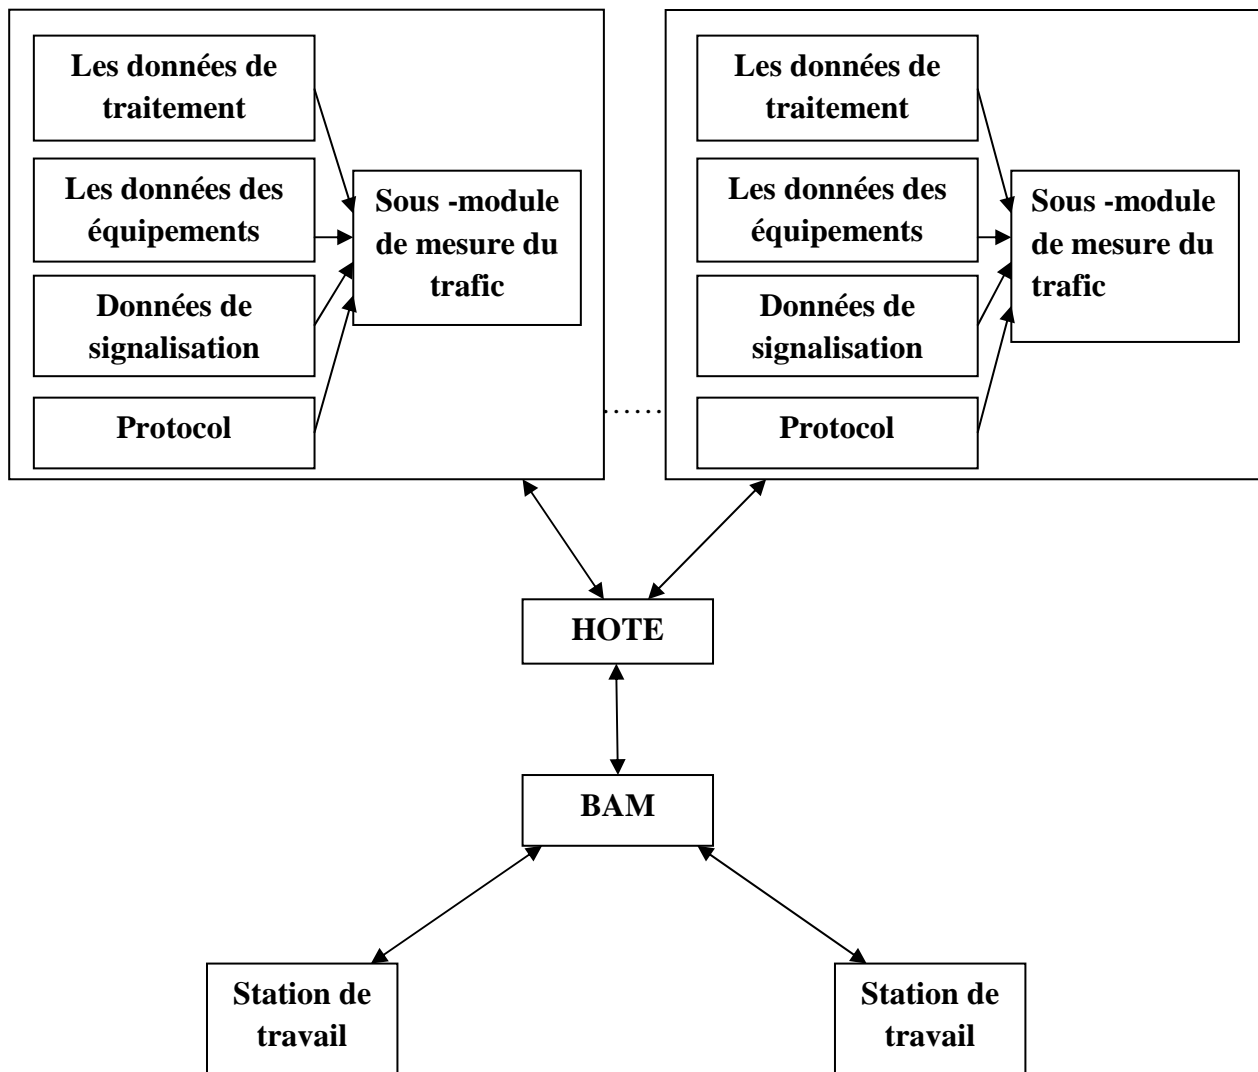 Les données de
traitement
Les données des
équipements
Données de
signalisation
Protocol
Sous -module
de mesure du
trafic
......
Les données de
traitement
Les données des
équipements
Données de
signalisation
Protocol
Sous -module
de mesure du
trafic
HOTE
BAM
Station de
travail
Station de
travail